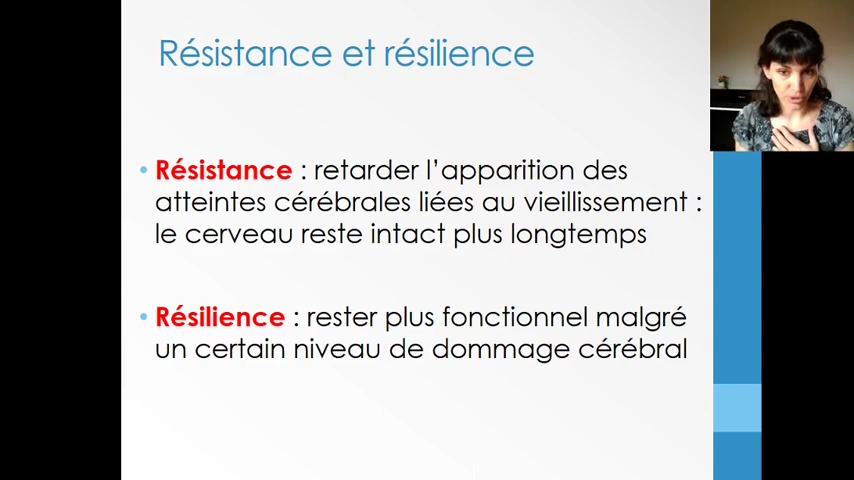 Résistance et résilience
• Résistance : retarder l’apparition des
atteintes cérébrales liées au vieillissement :
le cerveau reste intact plus longtemps
• Résilience : rester plus fonctionnel malgré
un certain niveau de dommage cérébral